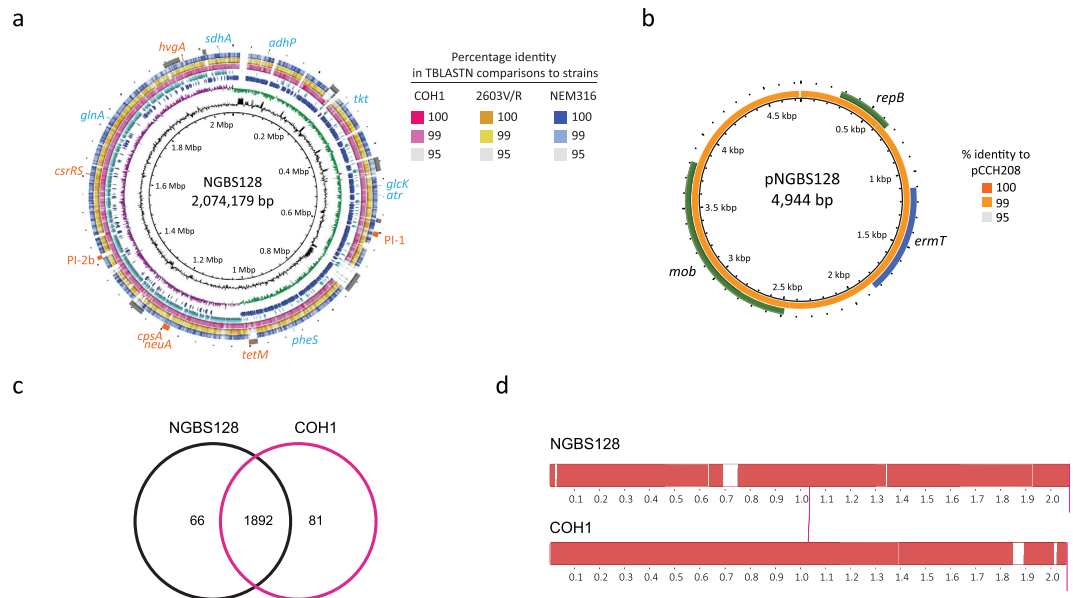 a
hvgA
sdhA
adhP
tkt
glnA
csrRS
glcK
atr
PI-1
PI-2b
cpsA
neuA
tetM
pheS
2 Mbp
0.2 Mbp
0.4 Mbp
0.6 Mbp
0.8 Mbp
1 Mbp
1.2 Mbp
1.4 Mbp
1.6 Mbp
1.8 Mbp
NGBS128
2,074,179 bp
Percentage identity
in TBLASTN comparisons to strains
COH1 2603V/R NEM316
100 100 100
99 99 99
95 95 95
b
repB
ermT
mob
4.5 kbp
0.5 kbp
1 kbp
1.5 kbp
2 kbp
2.5 kbp
3 kbp
3.5 kbp
4 kbp
pNGBS128
4,944 bp
% identity to
pCCH208
100
99
95
c
NGBS128 COH1
66 1892 81
d
NGBS128
0.1 0.2 0.3 0.4 0.5 0.6 0.7 0.8 0.9 1.0 1.1 1.2 1.3 1.4 1.5 1.6 1.7 1.8 1.9 2.0
COH1
0.1 0.2 0.3 0.4 0.5 0.6 0.7 0.8 0.9 1.0 1.1 1.2 1.3 1.4 1.5 1.6 1.7 1.8 1.9 2.0